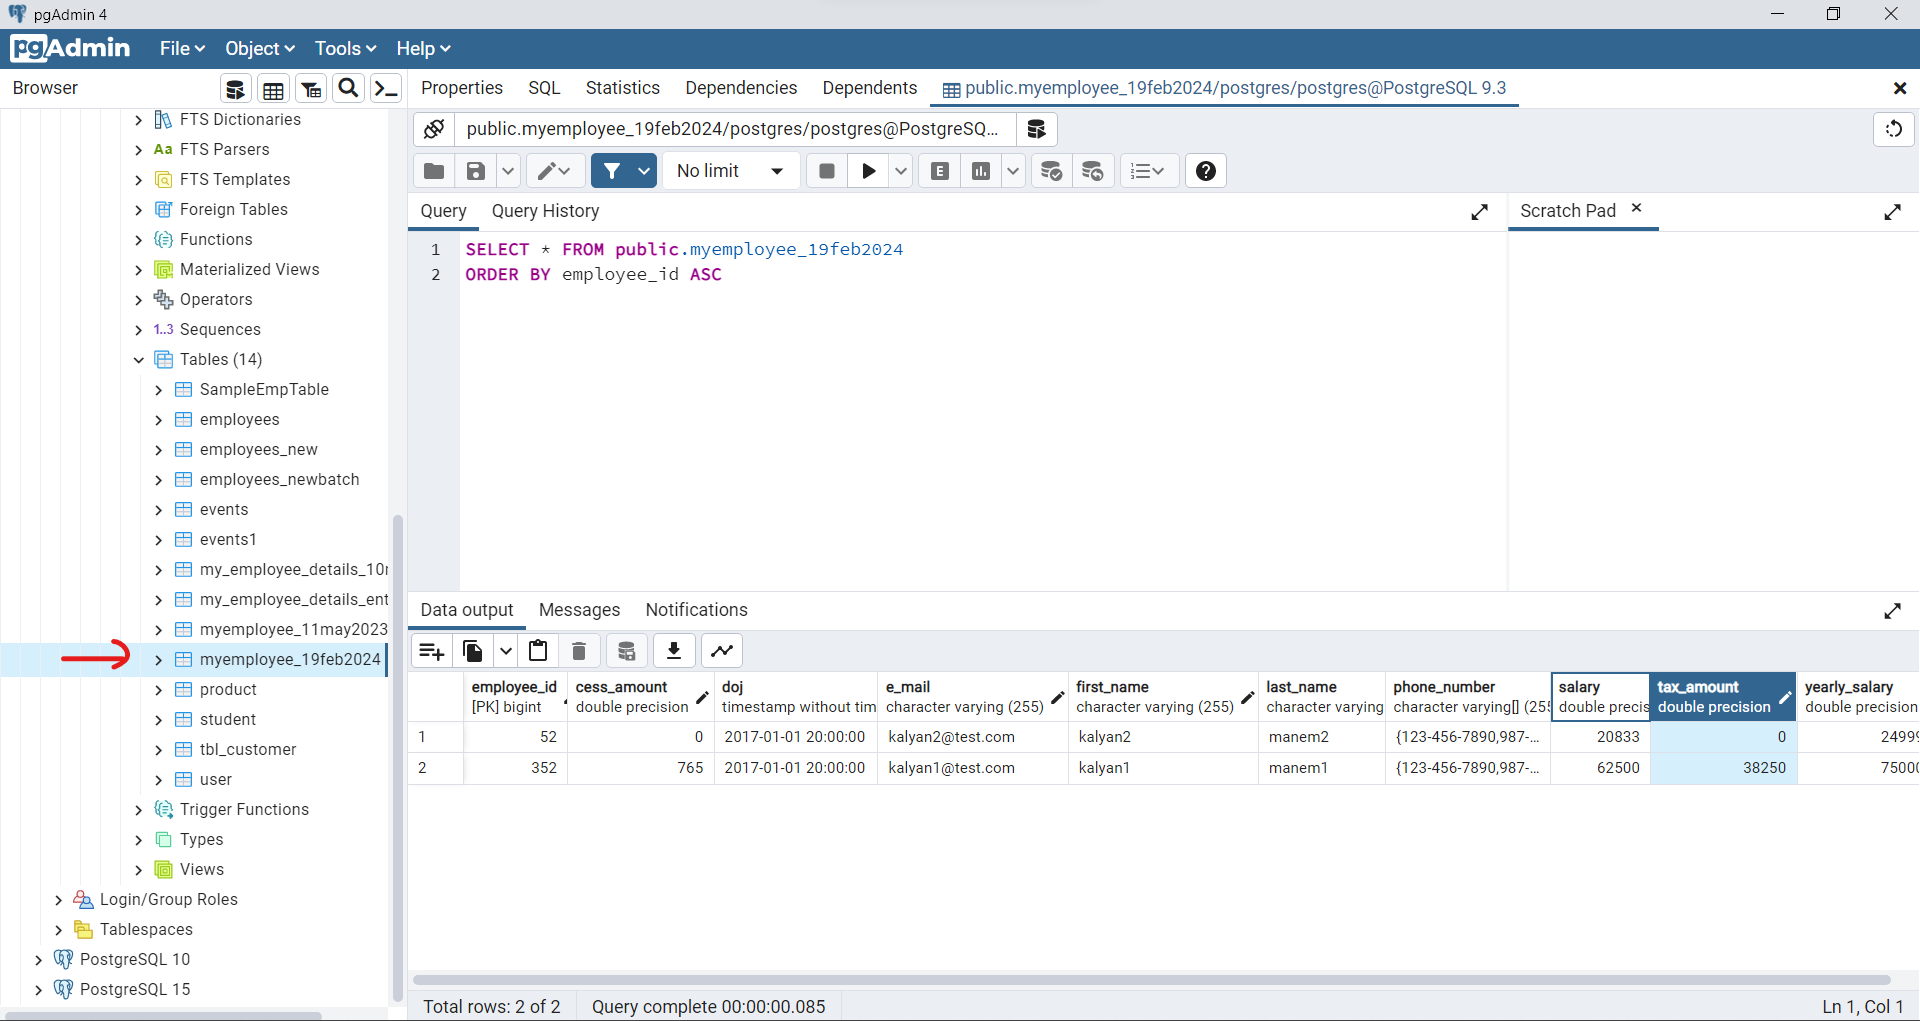 pgAdmin 4
pgAdmin File Object Tools Help
Browser
Properties SQL Statistics Dependencies Dependents public.myemployee_19feb2024/postgres/postgres@PostgreSQL 9.3
public.myemployee_19feb2024/postgres/postgres@PostgreSQ...
No limit
E
Query Query History
Scratch Pad
1 SELECT * FROM public.myemployee_19feb2024
2 ORDER BY employee_id ASC
FTS Dictionaries
Aa FTS Parsers
FTS Templates
Foreign Tables
Functions
Materialized Views
Operators
1..3 Sequences
Tables (14)
SampleEmpTable
employees
employees_new
employees_newbatch
events
events1
my_employee_details_10
my_employee_details_ent
myemployee_11may2023
myemployee_19feb2024
product
student
tbl_customer
user
Trigger Functions
Types
Views
Login/Group Roles
Tablespaces
PostgreSQL 10
PostgreSQL 15
Data output Messages Notifications
employee_id cess_amount doj e_mail first_name last_name phone_number salary tax_amount yearly_salary
[PK] bigint double precision timestamp without tim character varying (255) character varying (255) character varying character varying[] (255 double precis double precision double precision
1 52 0 2017-01-01 20:00:00 kalyan2@test.com kalyan2 manem2 {123-456-7890,987-... 20833 0 2499
2 352 765 2017-01-01 20:00:00 kalyan1@test.com kalyan1 manem1 {123-456-7890,987-... 62500 38250 7500
Total rows: 2 of 2 Query complete 00:00:00.085
Ln 1, Col 1